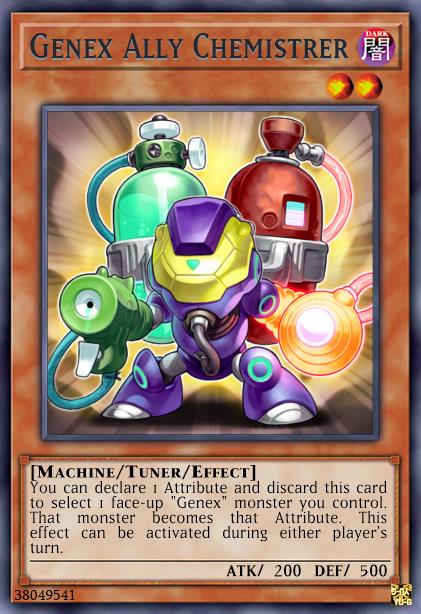 GENEX ALLY CHEMISTRER
DARK
闇
[MACHINE/TUNER/EFFECT]
You can declare 1 Attribute and discard this card
to select 1 face-up "Genex" monster you control.
That monster becomes that Attribute. This
effect can be activated during either player's
turn.
ATK/ 200 DEF/ 500
38049541